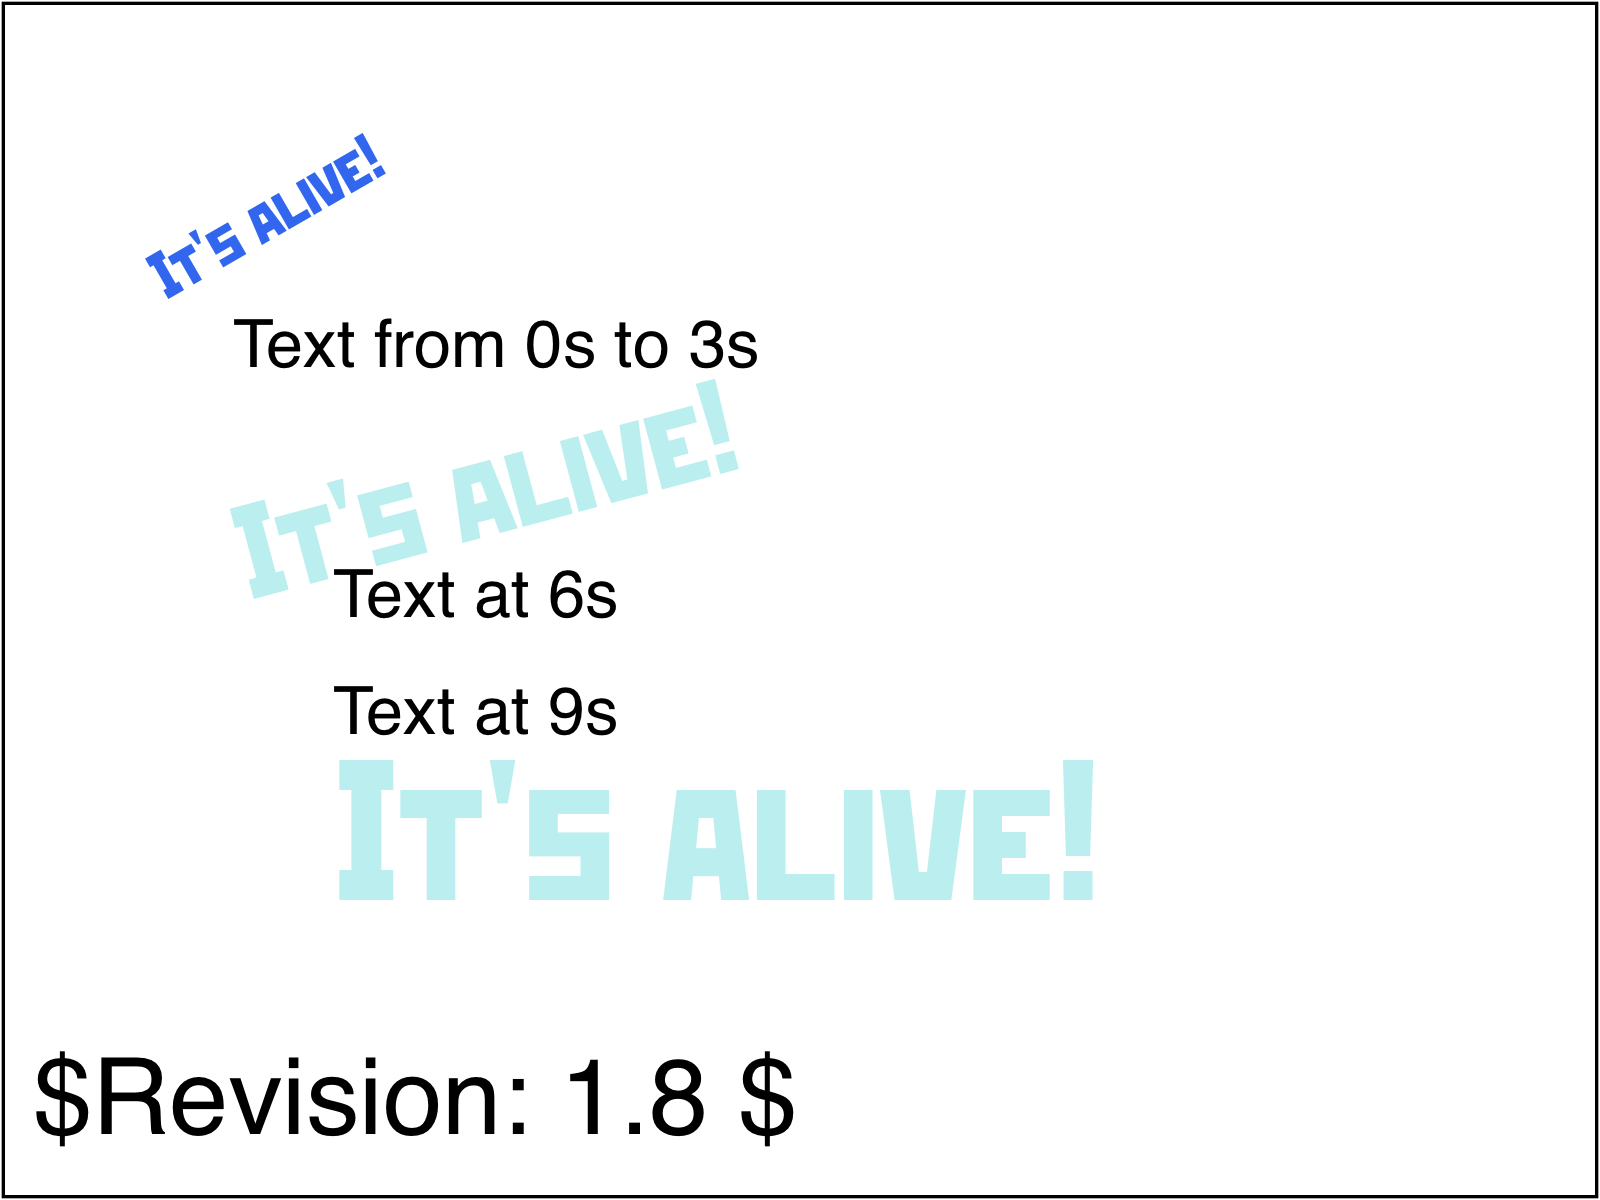 It's alive!
Text from 0s to 3s
It's alive!
Text at 6s
Text at 9s
It's alive!
$Revision: 1.8 $